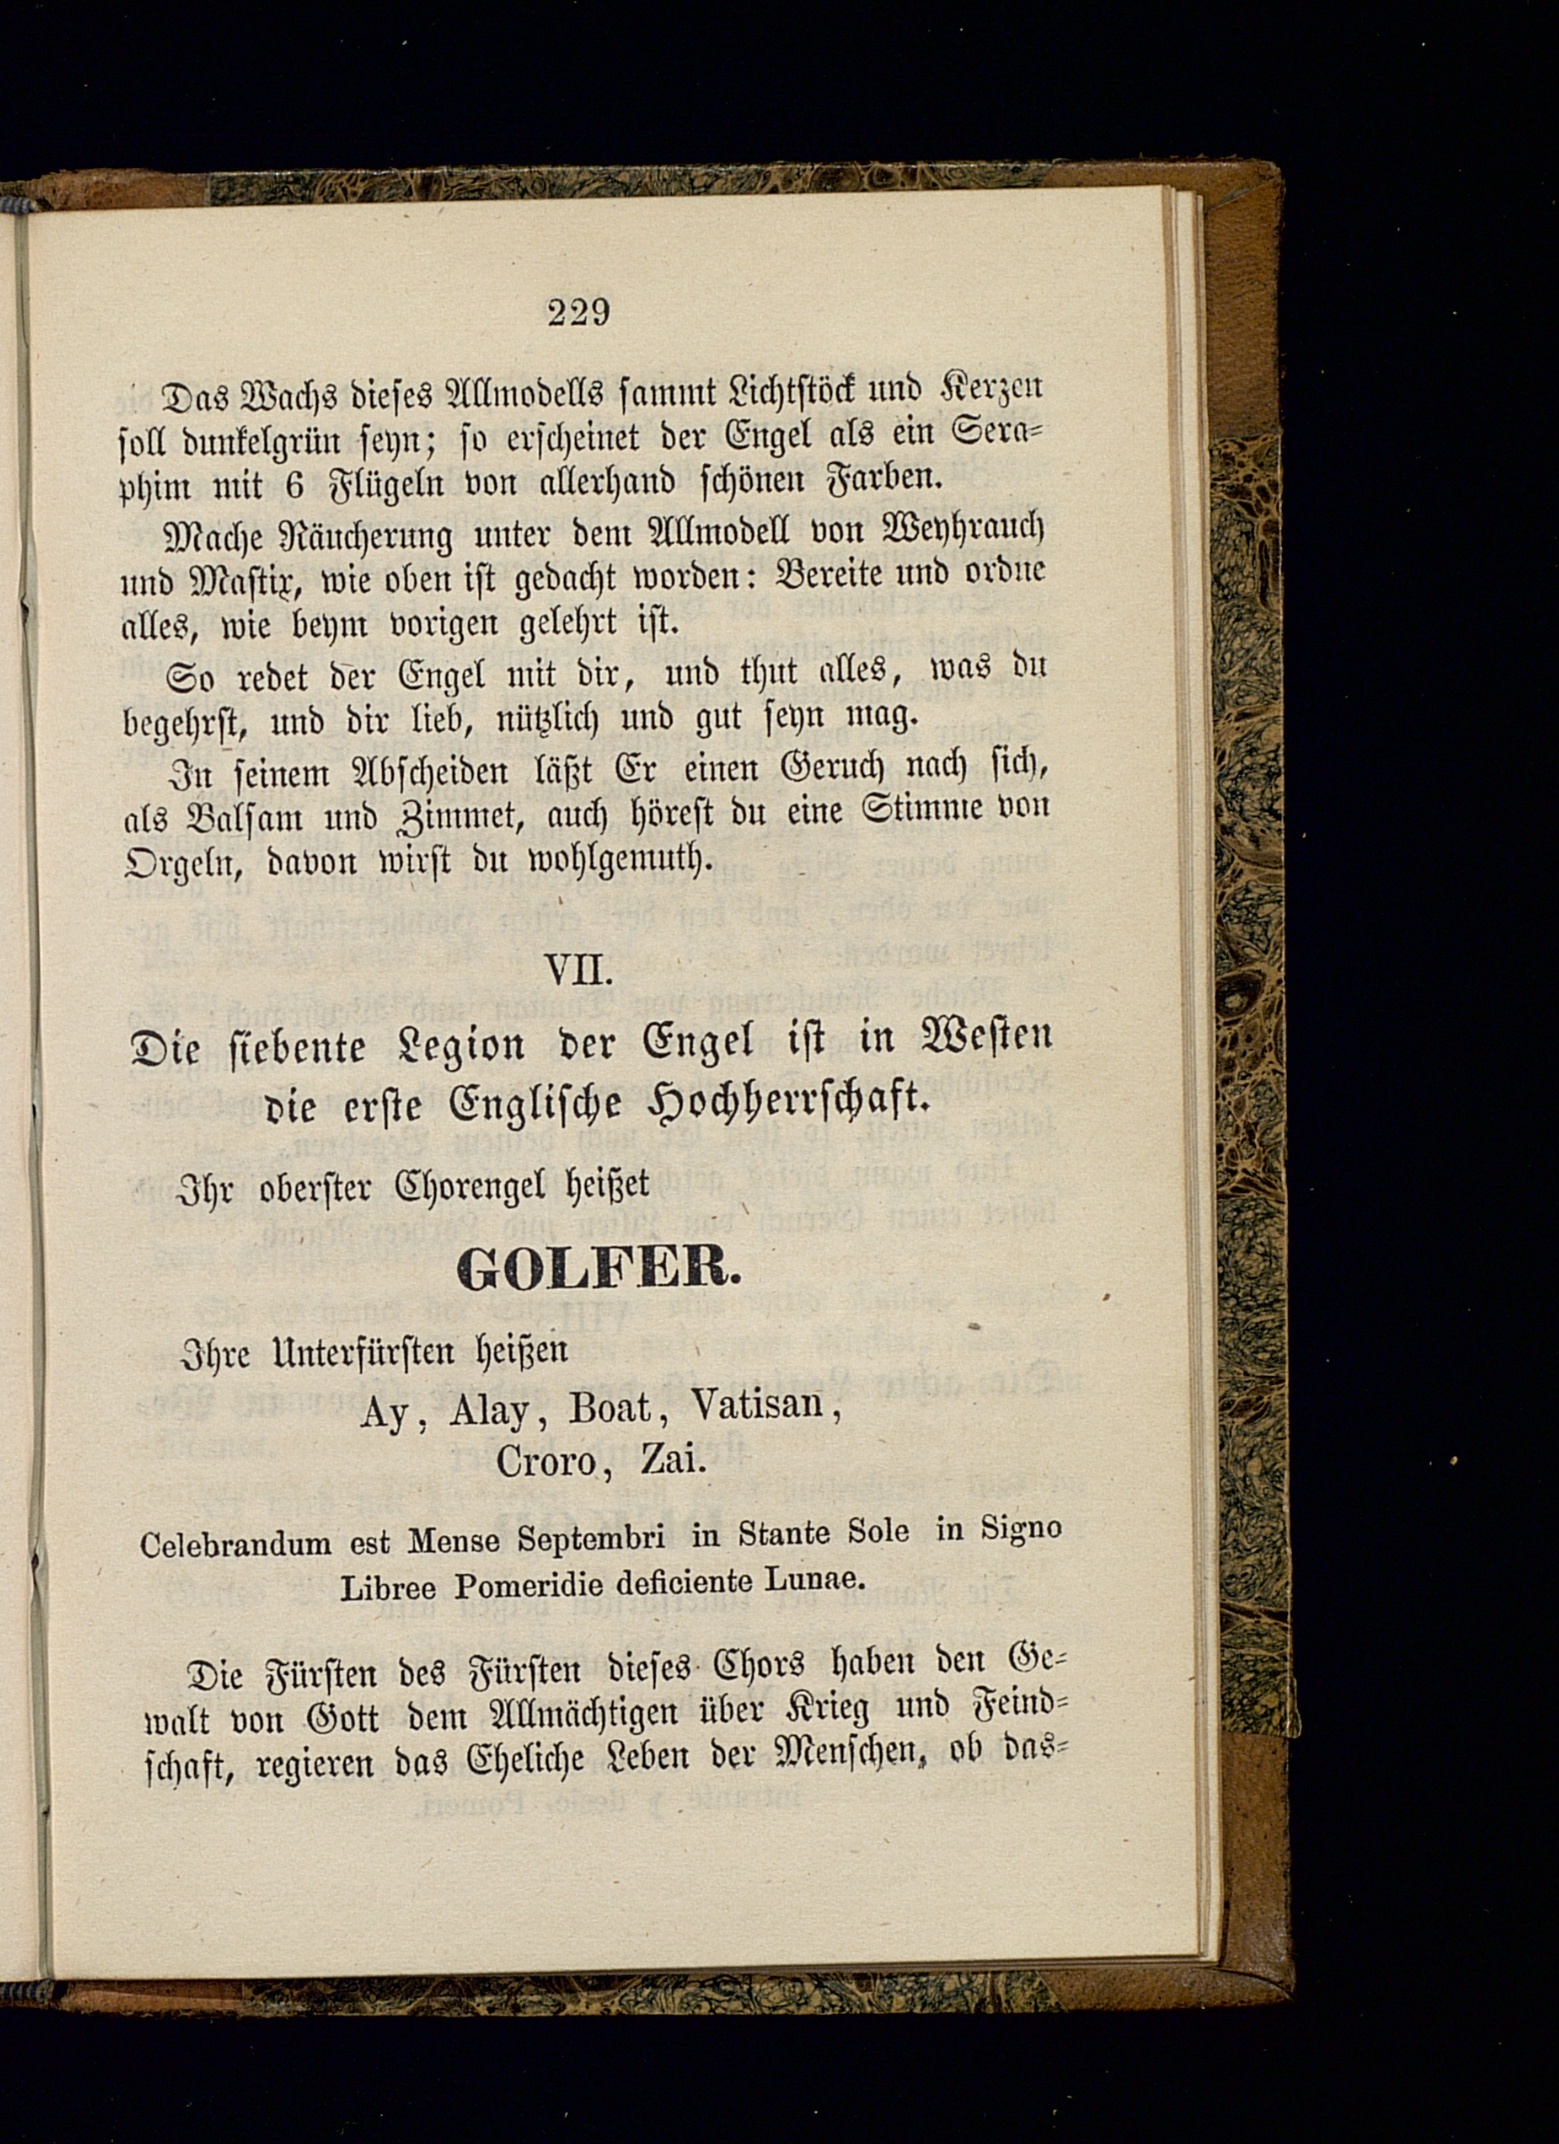 229
Das Wachs dieses Allmodells sammt Lichtstöck und Kerzen
soll dunkelgrün seyn; so erscheinet der Engel als ein Sera-
phim mit 6 Flügeln von allerhand schönen Farben.
Mache Räucherung unter dem Allmodell von Weyhrauch
und Mastix, wie oben ist gedacht worden: Bereite und ordne
alles, wie beym vorigen gelehrt ist.
So redet der Engel mit dir, und thut alles, was du
begehrst, und dir lieb, nützlich und gut seyn mag.
In seinem Abscheiden läßt Er einen Geruch nach sich,
als Balsam und Zimmet, auch hörest du eine Stimme von
Orgeln, davon wirst du wohlgemuth.
VII.
Die siebente Legion der Engel ist in Westen
die erste Englische Hochherrschaft.
Ihr oberster Chorengel heißet
GOLFER.
Ihre Unterfürsten heißen
Ay, Alay, Boat, Vatisan,
Croro, Zai.
Celebrandum est Mense Septembri in Stante Sole in Signo
Libree Pomeridie deficiente Lunae.
Die Fürsten des Fürsten dieses Chors haben den Ge-
walt von Gott dem Allmächtigen über Krieg und Feind-
schaft, regieren das Eheliche Leben der Menschen, ob das-